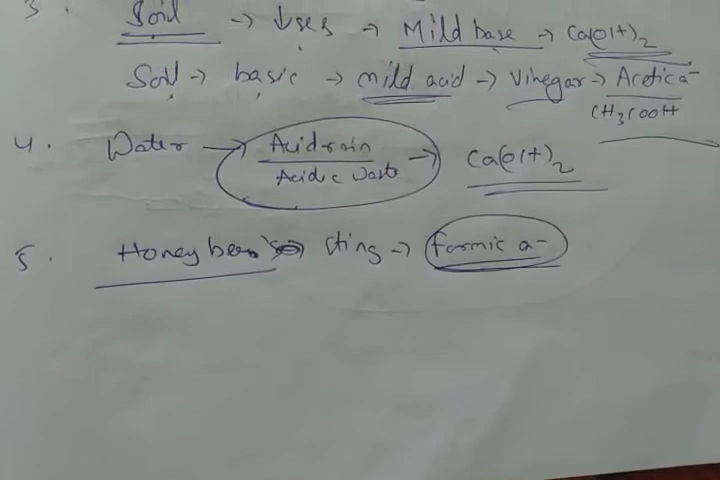 3. Soil → Uses → Mild base → Ca(OH)2
Soil → basic → mild acid → Vinegar → Acetic a-
CH3COOH
4. Water → Acid rain → Ca(OH)2
Acidic Waste
5. Honey bee's sting → Formic a-